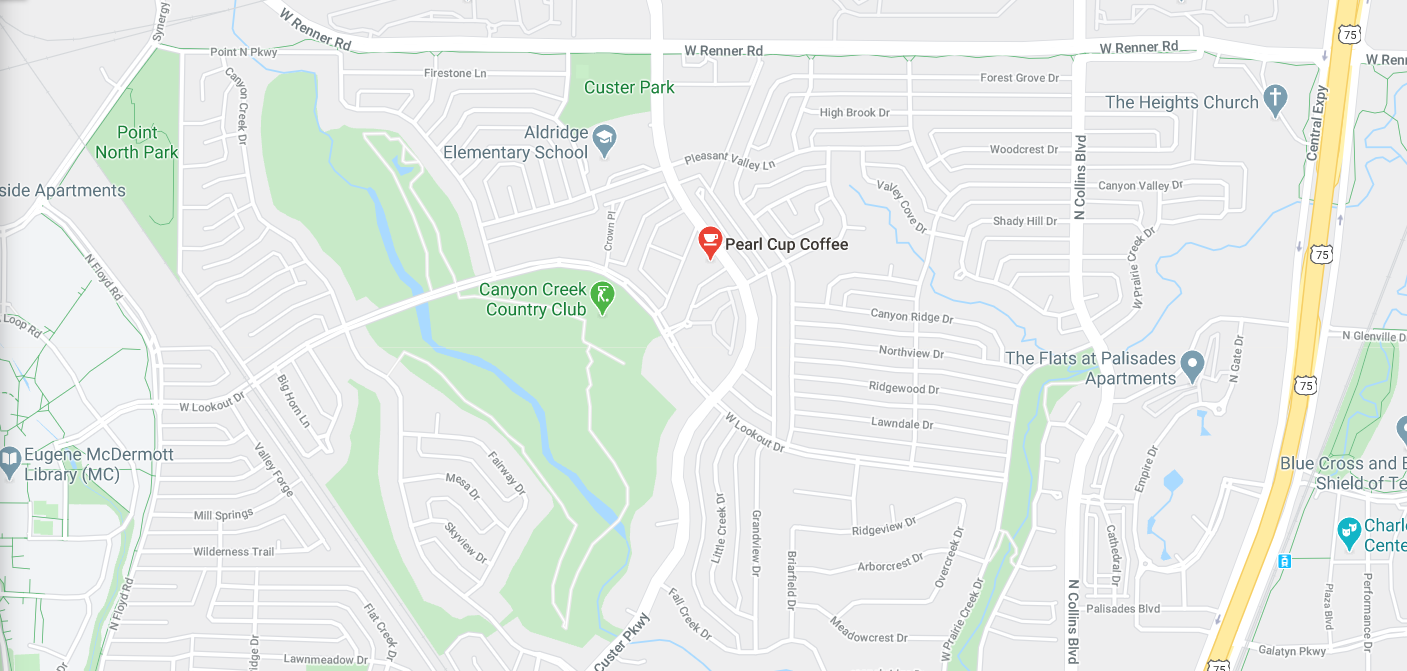 Synergy
W Renner Rd
75
Point N Pkwy
W Renner Rd
W Renner Rd
W Renn
Firestone Ln
Canyon Creek Dr
Custer Park
Forest Grove Dr
The Heights Church
High Brook Dr
Central Expy
Point
North Park
Aldridge
Elementary School
Pleasant Valley Ln
Woodcrest Dr
N Collins Blvd
side Apartments
Valley Cove Dr
Canyon Valley Dr
Crown Pl
Shady Hill Dr
Pearl Cup Coffee
W Prairie Creek Dr
75
N Floyd Rd
Canyon Creek
Country Club
Loop Rd
Canyon Ridge Dr
N Glenville D
Northview Dr
The Flats at Palisades
Apartments
N Gate Dr
Ridgewood Dr
75
Big Horn Ln
W Lookout Dr
W Lookout Dr
Lawndale Dr
Eugene McDermott
Library (MC)
Valley Forge
Fairway Dr
Mesa Dr
Empire Dr
Blue Cross and B
Shield of Te
Mill Springs
Skyview Dr
Little Creek Dr
Grandview Dr
Ridgeview Dr
Charl
Cente
Wilderness Trail
Arborcrest Dr
Overcreek Dr
Cathedral Dr
N Floyd Rd
Briarfield Dr
W Prairie Creek Dr
Palisades Blvd
Plaza Blvd
Performance Dr
Flat Creek Dr
Fall Creek Dr
Meadowcrest Dr
N Collins Blvd
Custer Pkwy
Lawnmeadow Dr
idge Dr
Galatyn Pkwy
75